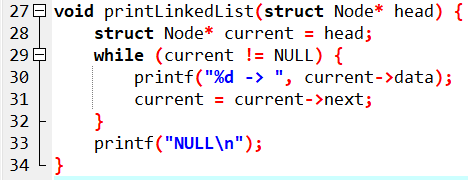 27 void printLinkedList(struct Node* head) {
28     struct Node* current = head;
29     while (current != NULL) {
30         printf("%d -> ", current->data);
31         current = current->next;
32     }
33     printf("NULL\n");
34 }